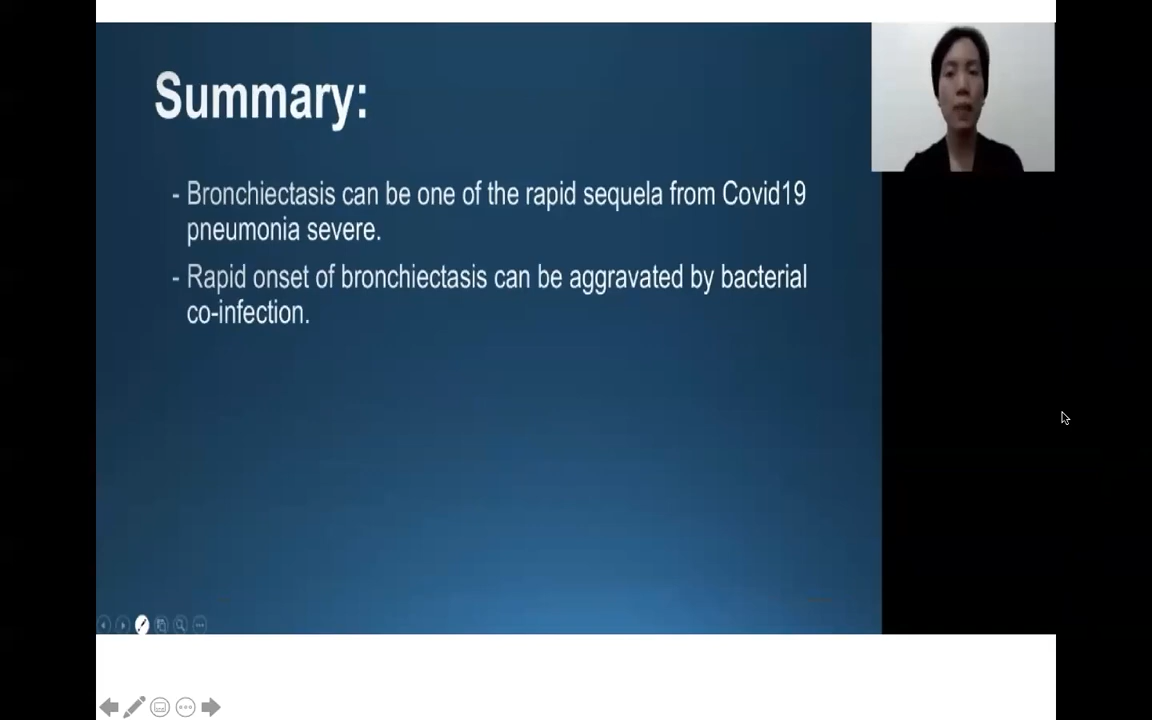 Summary:
- Bronchiectasis can be one of the rapid sequela from Covid19
pneumonia severe.
- Rapid onset of bronchiectasis can be aggravated by bacterial
co-infection.